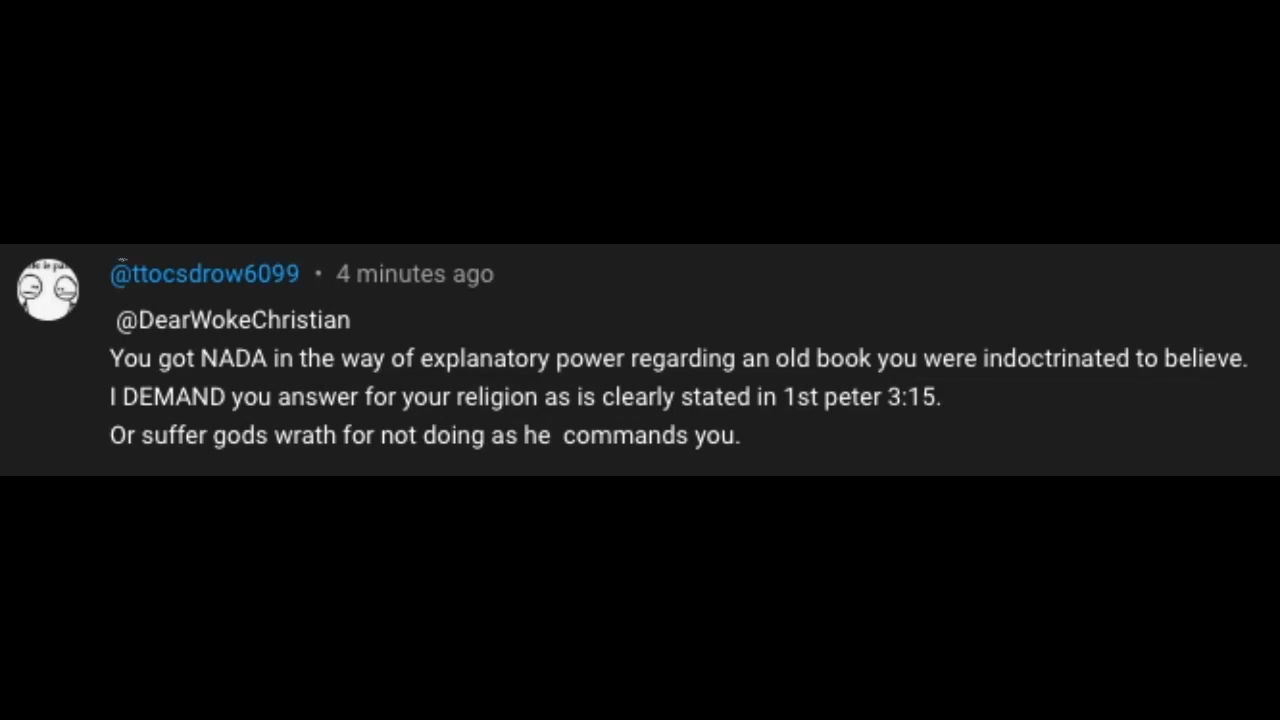 @ttocsdrow6099 • 4 minutes ago
@DearWokeChristian
You got NADA in the way of explanatory power regarding an old book you were indoctrinated to believe.
I DEMAND you answer for your religion as is clearly stated in 1st peter 3:15.
Or suffer gods wrath for not doing as he  commands you.